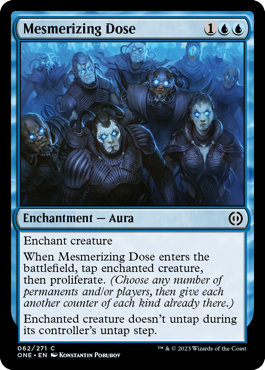 Mesmerizing Dose 1
Enchantment — Aura
Enchant creature
When Mesmerizing Dose enters the
battlefield, tap enchanted creature,
then proliferate. (Choose any number of
permanents and/or players, then give each
another counter of each kind already there.)
Enchanted creature doesn't untap during
its controller's untap step.
062/271 C
ONE • EN Konstantin Porubov
™ & © 2023 Wizards of the Coast